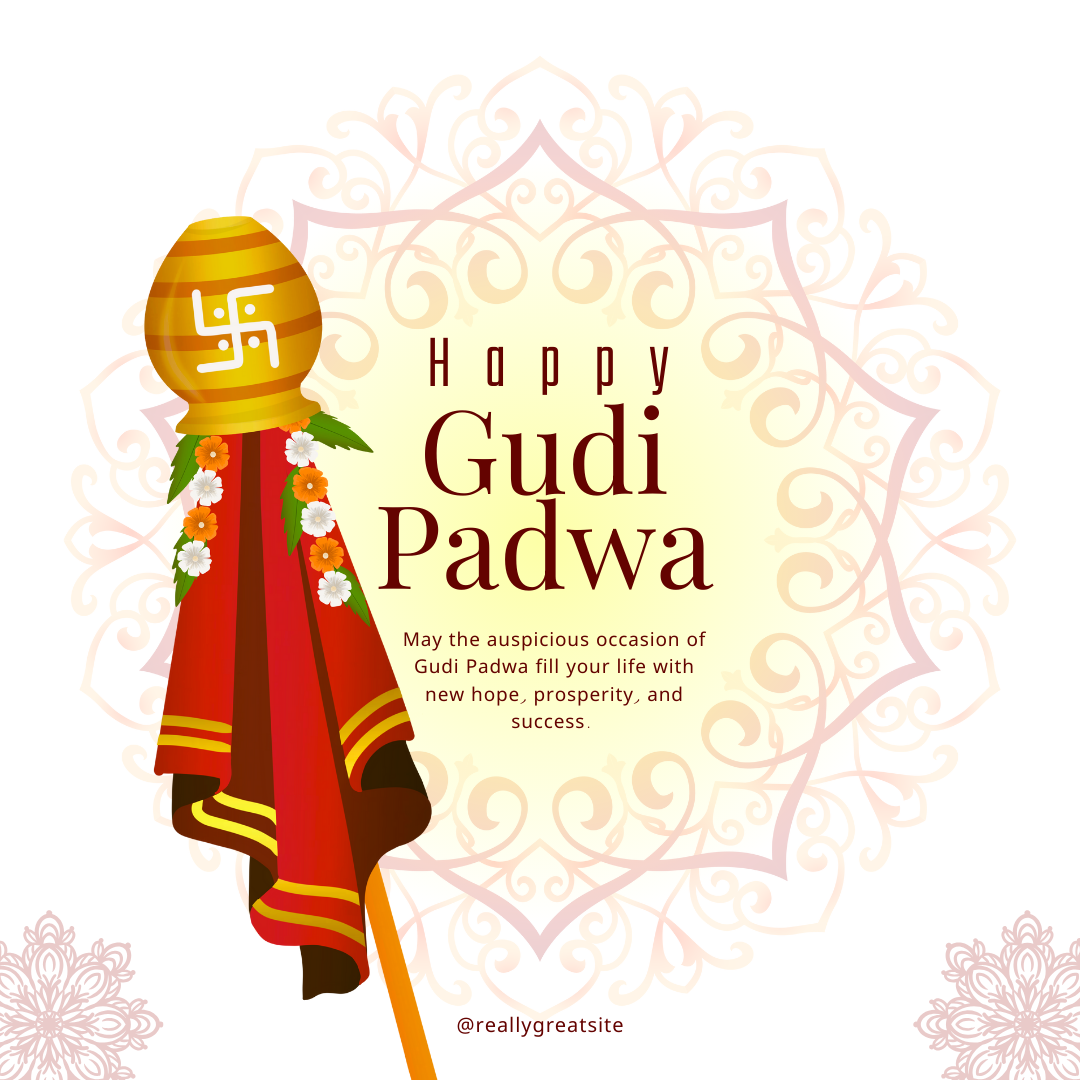 Happy
Gudi
Padwa
May the auspicious occasion of
Gudi Padwa fill your life with
new hope, prosperity, and
success.
@reallygreatsite